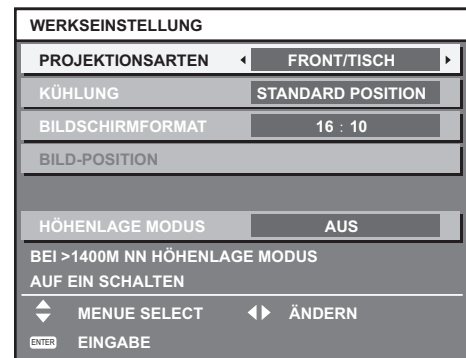 WERKSEINSTELLUNG
PROJEKTIONSARTEN FRONT/TISCH
KÜHLUNG STANDARD POSITION
BILDSCHIRMFORMAT 16 : 10
BILD-POSITION
HÖHENLAGE MODUS AUS
BEI >1400M NN HÖHENLAGE MODUS
AUF EIN SCHALTEN
MENUE SELECT ÄNDERN
ENTER EINGABE